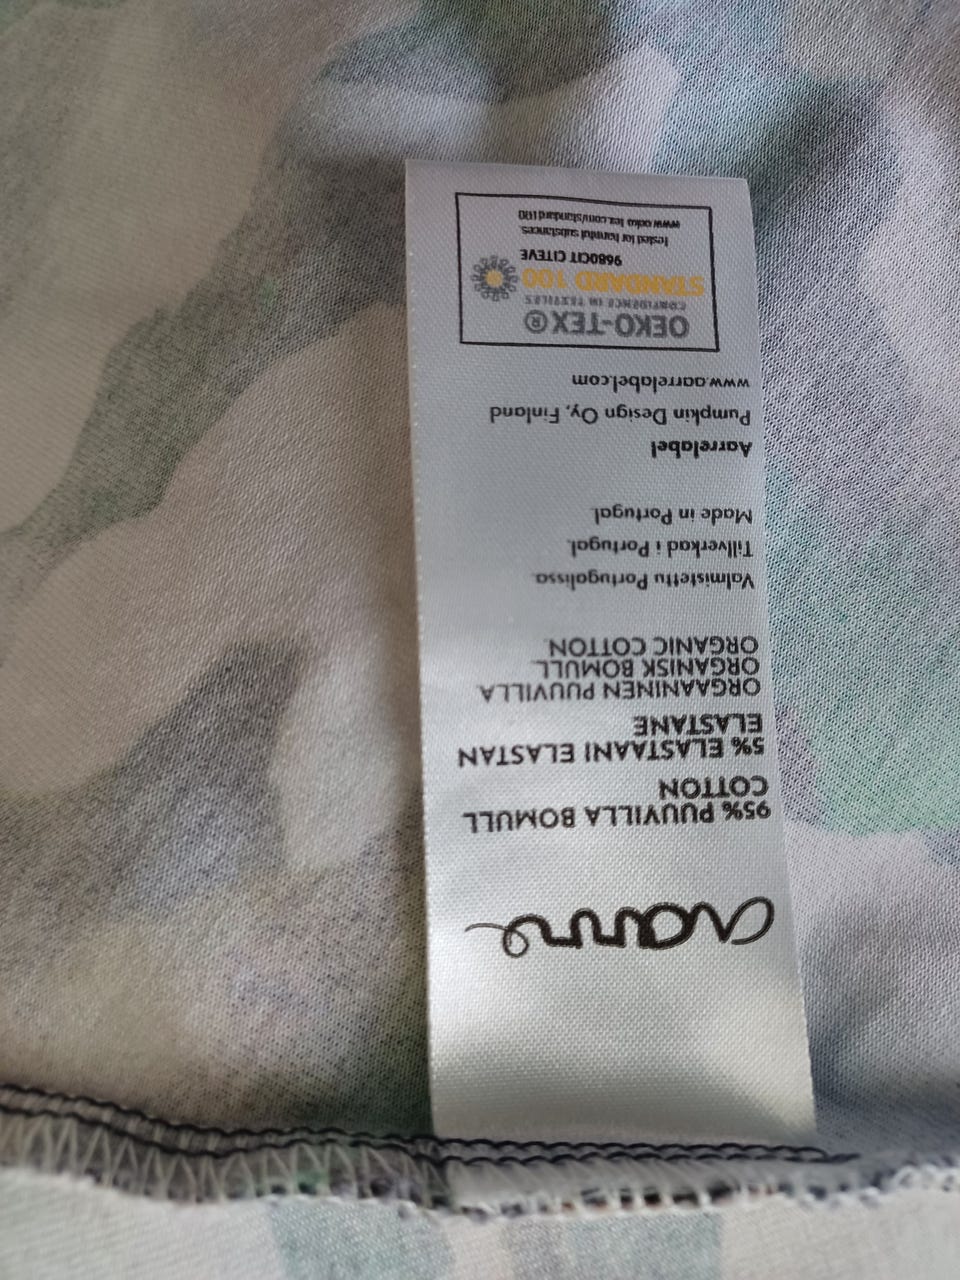 aarre
95% PUUVILLA BOMULL
COTTON
5% ELASTAANI ELASTAN
ELASTANE
ORGAANINEN PUUVILLA
ORGANISK BOMULL
ORGANIC COTTON
Valmistettu Portugalissa.
Tillverkad i Portugal.
Made in Portugal.
Aarrelabel
Pumpkin Design Oy, Finland
www.aarrelabel.com
OEKO-TEX®
CONFIDENCE IN TEXTILES
STANDARD 100
9680CIT CITEVE
Tested for harmful substances.
www.oeko-tex.com/standard100